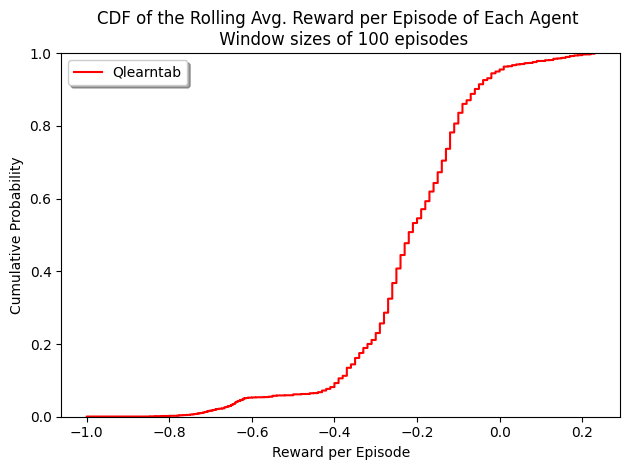 CDF of the Rolling Avg. Reward per Episode of Each Agent
Window sizes of 100 episodes
Qlearntab
1.0
0.8
0.6
0.4
0.2
0.0
Cumulative Probability
−1.0 −0.8 −0.6 −0.4 −0.2 0.0 0.2
Reward per Episode